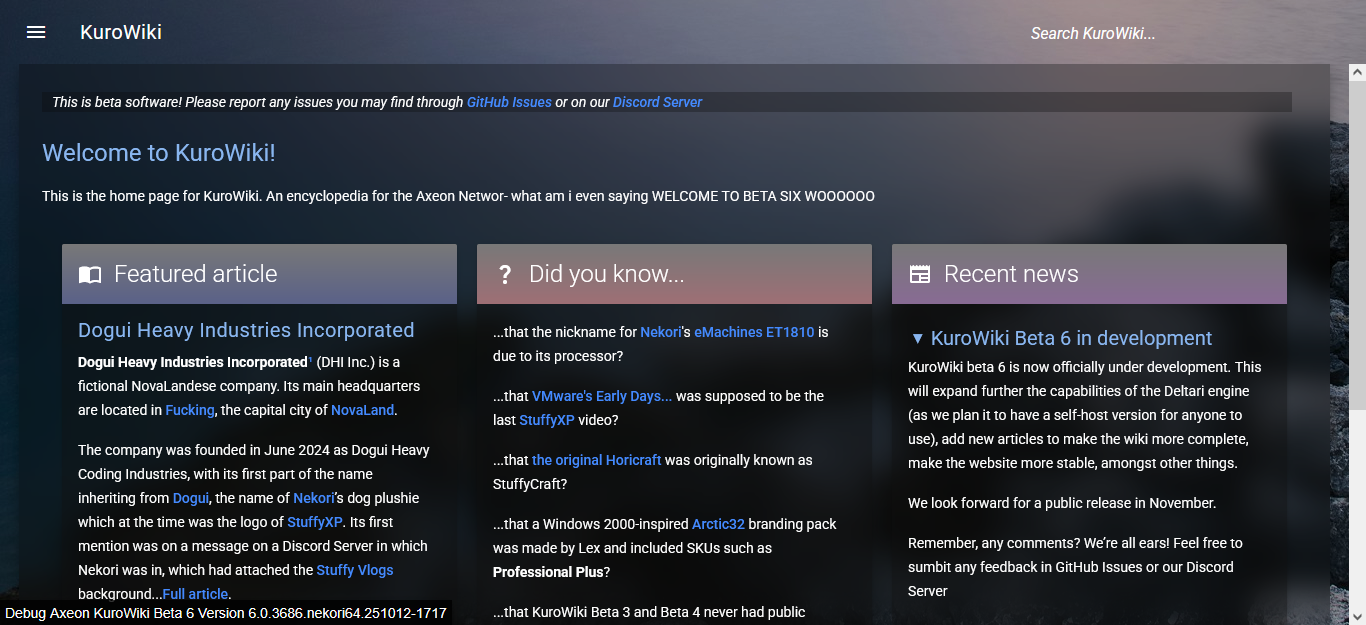 KuroWiki
Search KuroWiki...
This is beta software! Please report any issues you may find through GitHub Issues or on our Discord Server
Welcome to KuroWiki!
This is the home page for KuroWiki. An encyclopedia for the Axeon Networ- what am i even saying WELCOME TO BETA SIX WOOOOOO
Featured article
Dogui Heavy Industries Incorporated
Dogui Heavy Industries Incorporated¹ (DHI Inc.) is a
fictional NovaLandese company. Its main headquarters
are located in Fucking, the capital city of NovaLand.
The company was founded in June 2024 as Dogui Heavy
Coding Industries, with its first part of the name
inheriting from Dogui, the name of Nekori's dog plushie
which at the time was the logo of StuffyXP. Its first
mention was on a message on a Discord Server in which
Nekori was in, which had attached the Stuffy Vlogs
background...Full article.
? Did you know...
...that the nickname for Nekori's eMachines ET1810 is
due to its processor?
...that VMware's Early Days... was supposed to be the
last StuffyXP video?
...that the original Horicraft was originally known as
StuffyCraft?
...that a Windows 2000-inspired Arctic32 branding pack
was made by Lex and included SKUs such as
Professional Plus?
...that KuroWiki Beta 3 and Beta 4 never had public
Recent news
▼ KuroWiki Beta 6 in development
KuroWiki beta 6 is now officially under development. This
will expand further the capabilities of the Deltari engine
(as we plan it to have a self-host version for anyone to
use), add new articles to make the wiki more complete,
make the website more stable, amongst other things.
We look forward for a public release in November.
Remember, any comments? We're all ears! Feel free to
sumbit any feedback in GitHub Issues or our Discord
Server
Debug Axeon KuroWiki Beta 6 Version 6.0.3686.nekori64.251012-1717